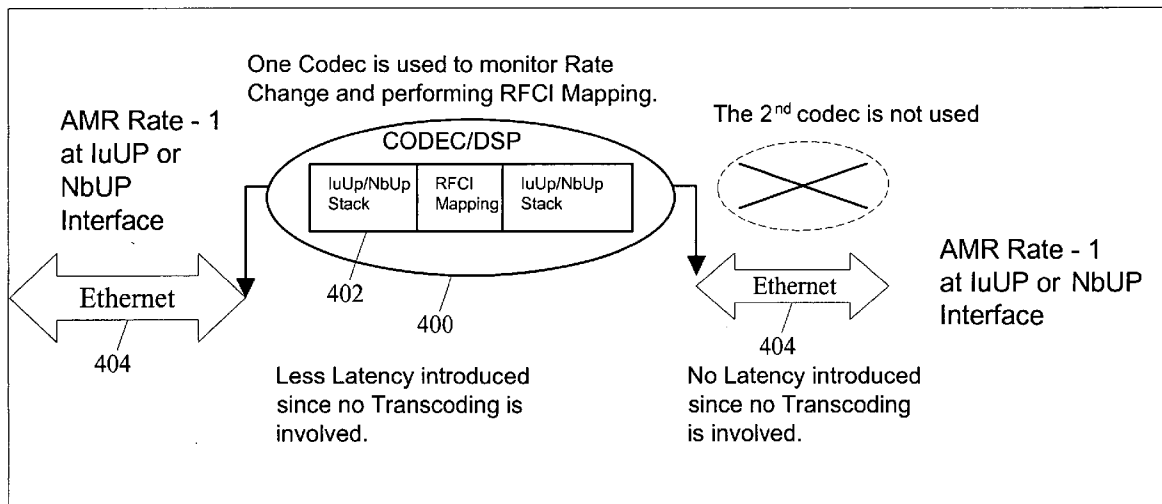 One Codec is used to monitor Rate
Change and performing RFCI Mapping.
AMR Rate - 1
at IuUP or
NbUP
Interface
The 2nd codec is not used
CODEC/DSP
IuUp/NbUp
Stack
RFCI
Mapping
IuUp/NbUp
Stack
AMR Rate - 1
at IuUP or NbUP
Interface
Ethernet
402
Ethernet
404
400
404
Less Latency introduced
since no Transcoding is
involved.
No Latency introduced
since no Transcoding
is involved.